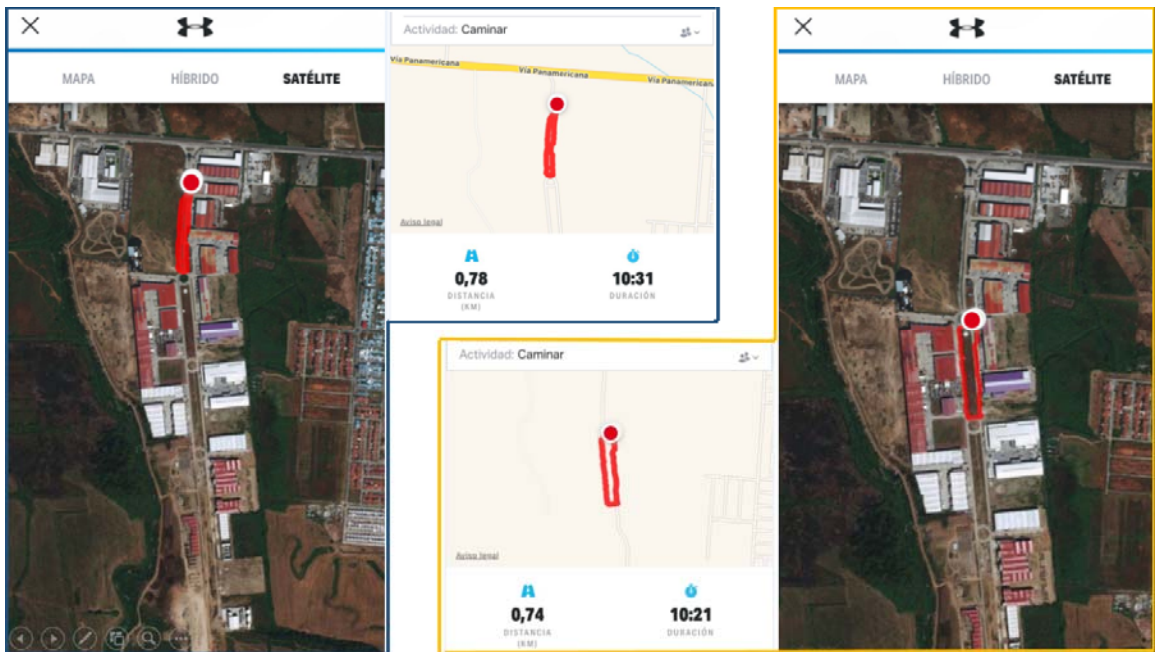 MAPA HÍBRIDO SATÉLITE
Actividad: Caminar
Vía Panamericana
Vía Panamericana
Vía Panamerican
Aviso legal
0,78
DISTANCIA
(KM)
10:31
DURACIÓN
Actividad: Caminar
Aviso legal
0,74
DISTANCIA
(KM)
10:21
DURACIÓN
MAPA HÍBRIDO SATÉLITE